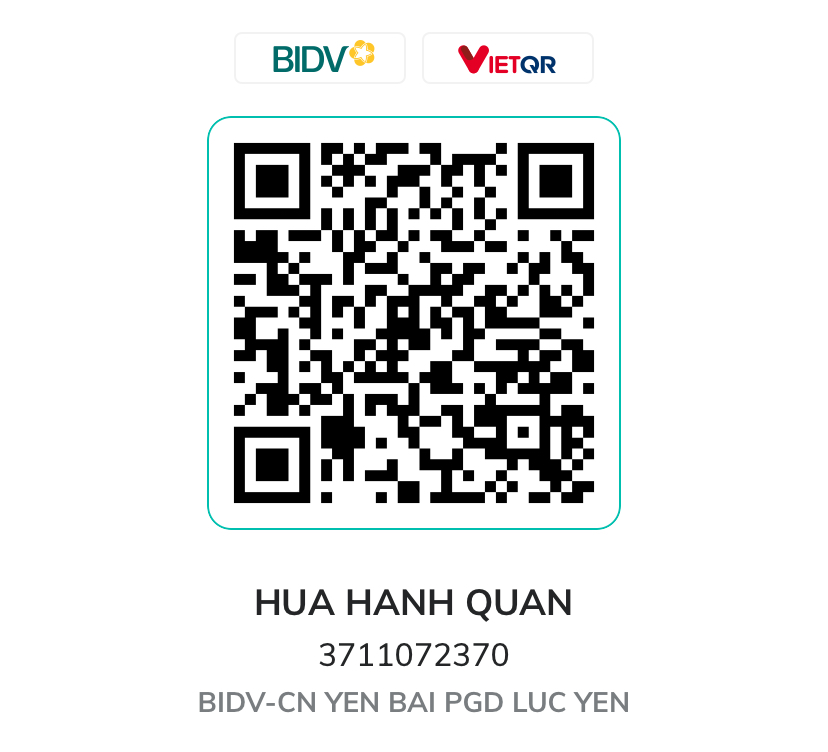 BIDV VIETQR
HUA HANH QUAN
3711072370
BIDV-CN YEN BAI PGD LUC YEN